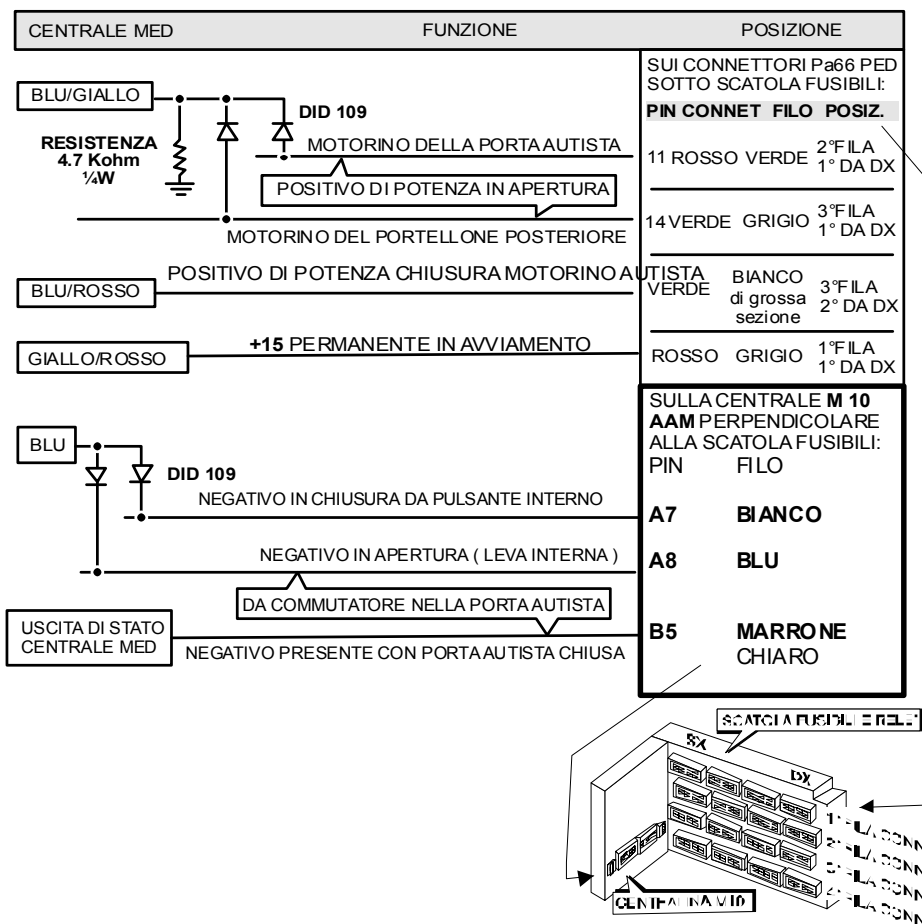 CENTRALE MED FUNZIONE POSIZIONE
SUI CONNETTORI Pa66 PED
SOTTO SCATOLA FUSIBILI:
PIN CONNET FILO POSIZ.
BLU/GIALLO
DID 109
RESISTENZA
4.7 Kohm
¼W
MOTORINO DELLA PORTA AUTISTA
11 ROSSO VERDE 2°FILA
1° DA DX
POSITIVO DI POTENZA IN APERTURA
14 VERDE GRIGIO 3°FILA
1° DA DX
MOTORINO DEL PORTELLONE POSTERIORE
POSITIVO DI POTENZA CHIUSURA MOTORINO AUTISTA
BLU/ROSSO
VERDE BIANCO
di grossa
sezione
3°FILA
2° DA DX
+15 PERMANENTE IN AVVIAMENTO
GIALLO/ROSSO
ROSSO GRIGIO 1°FILA
1° DA DX
SULLA CENTRALE M 10
AAM PERPENDICOLARE
ALLA SCATOLA FUSIBILI:
PIN FILO
BLU
DID 109
NEGATIVO IN CHIUSURA DA PULSANTE INTERNO
A7 BIANCO
NEGATIVO IN APERTURA ( LEVA INTERNA )
A8 BLU
DA COMMUTATORE NELLA PORTA AUTISTA
USCITA DI STATO
CENTRALE MED
NEGATIVO PRESENTE CON PORTA AUTISTA CHIUSA
B5 MARRONE
CHIARO
SCATOLA FUSIBILI E RELE'
SX
DX
CENTRALINA M10